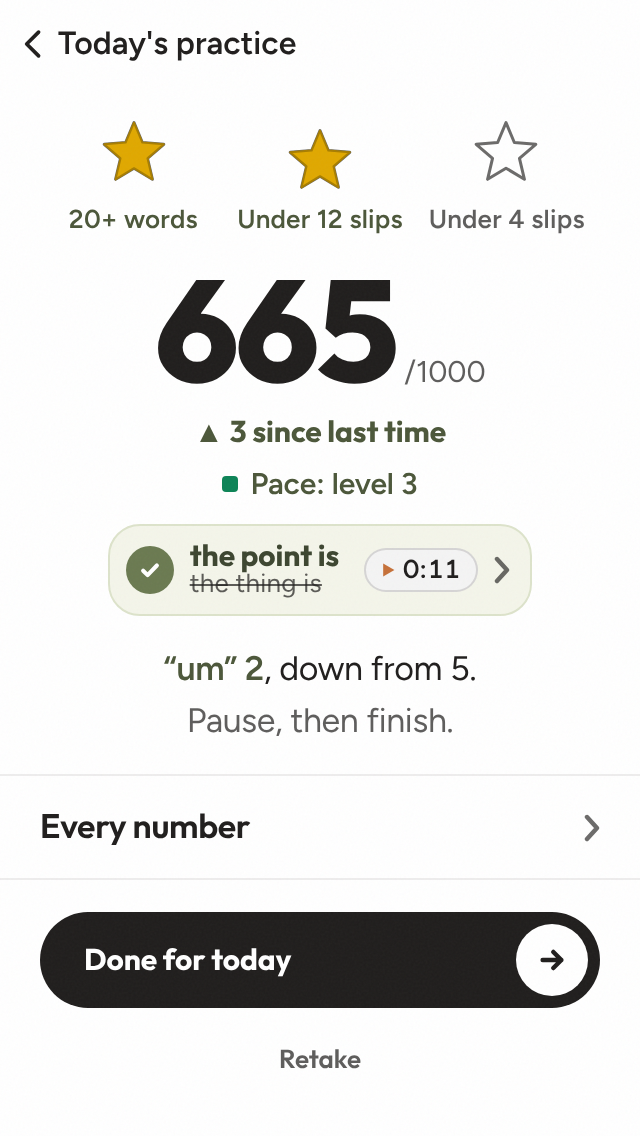 Today's practice
20+ words
Under 12 slips
Under 4 slips
665 /1000
▲ 3 since last time
Pace: level 3
the point is
the thing is
0:11
“um” 2, down from 5.
Pause, then finish.
Every number
Done for today
Retake